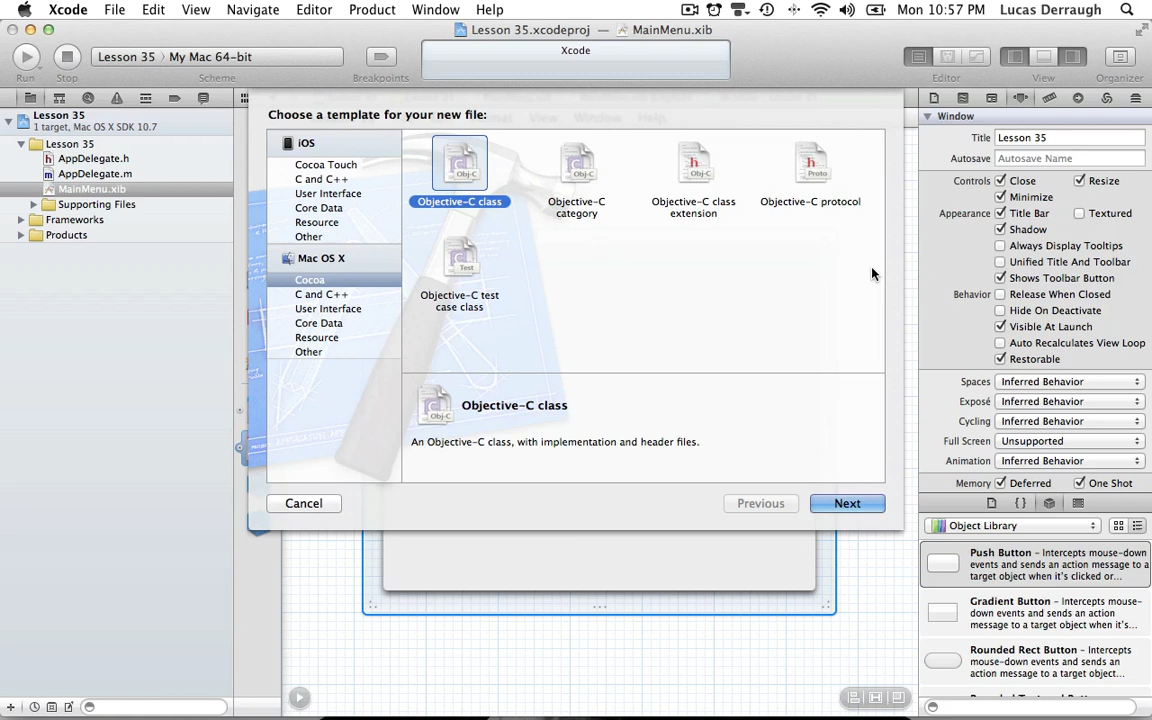 Xcode File Edit View Navigate Editor Product Window Help Mon 10:57 PM Lucas Derraugh
Lesson 35.xcodeproj — MainMenu.xib
Run Stop
Lesson 35 〉 My Mac 64-bit
Scheme
Breakpoints
Xcode
Editor View Organizer
Lesson 35
1 target, Mac OS X SDK 10.7
Lesson 35
AppDelegate.h
AppDelegate.m
MainMenu.xib
Supporting Files
Frameworks
Products
Choose a template for your new file:
iOS
Cocoa Touch
C and C++
User Interface
Core Data
Resource
Other
Mac OS X
Cocoa
C and C++
User Interface
Core Data
Resource
Other
Obj-C
Objective-C class
Obj-C
Objective-C
category
h
Objective-C class
extension
Proto
Objective-C protocol
Test
Objective-C test
case class
Obj-C
Objective-C class
An Objective-C class, with implementation and header files.
Cancel Previous Next
Window
Title Lesson 35
Autosave Autosave Name
Controls Close Resize
Minimize
Appearance Title Bar Textured
Shadow
Always Display Tooltips
Unified Title And Toolbar
Shows Toolbar Button
Behavior Release When Closed
Hide On Deactivate
Visible At Launch
Auto Recalculates View Loop
Restorable
Spaces Inferred Behavior
Exposé Inferred Behavior
Cycling Inferred Behavior
Full Screen Unsupported
Animation Inferred Behavior
Memory Deferred One Shot
Object Library
Push Button – Intercepts mouse-down
events and sends an action message to a
target object when it's clicked or...
Gradient Button – Intercepts mouse-
down events and sends an action
message to a target object when it's...
Rounded Rect Button – Intercepts
mouse-down events and sends an
action message to a target object...